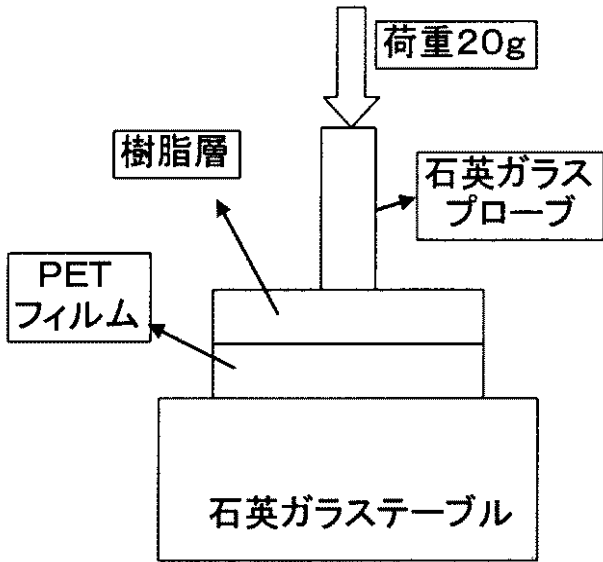 荷重20g
樹脂層
石英ガラス
プローブ
PET
フィルム
石英ガラステーブル